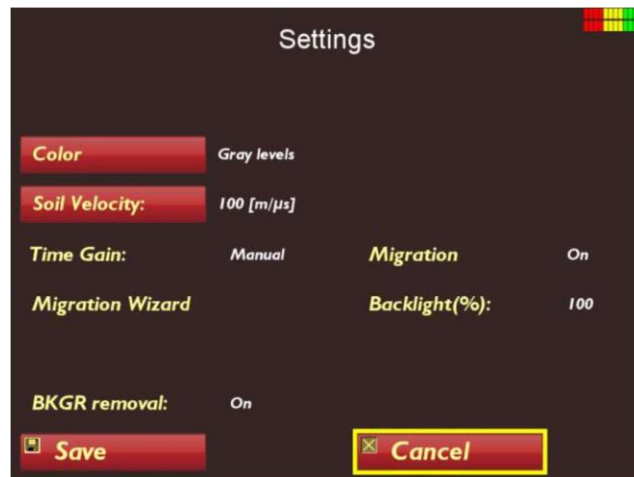 Settings
Color Gray levels
Soil Velocity: 100 [m/µs]
Time Gain: Manual Migration On
Migration Wizard Backlight(%): 100
BKGR removal: On
Save Cancel